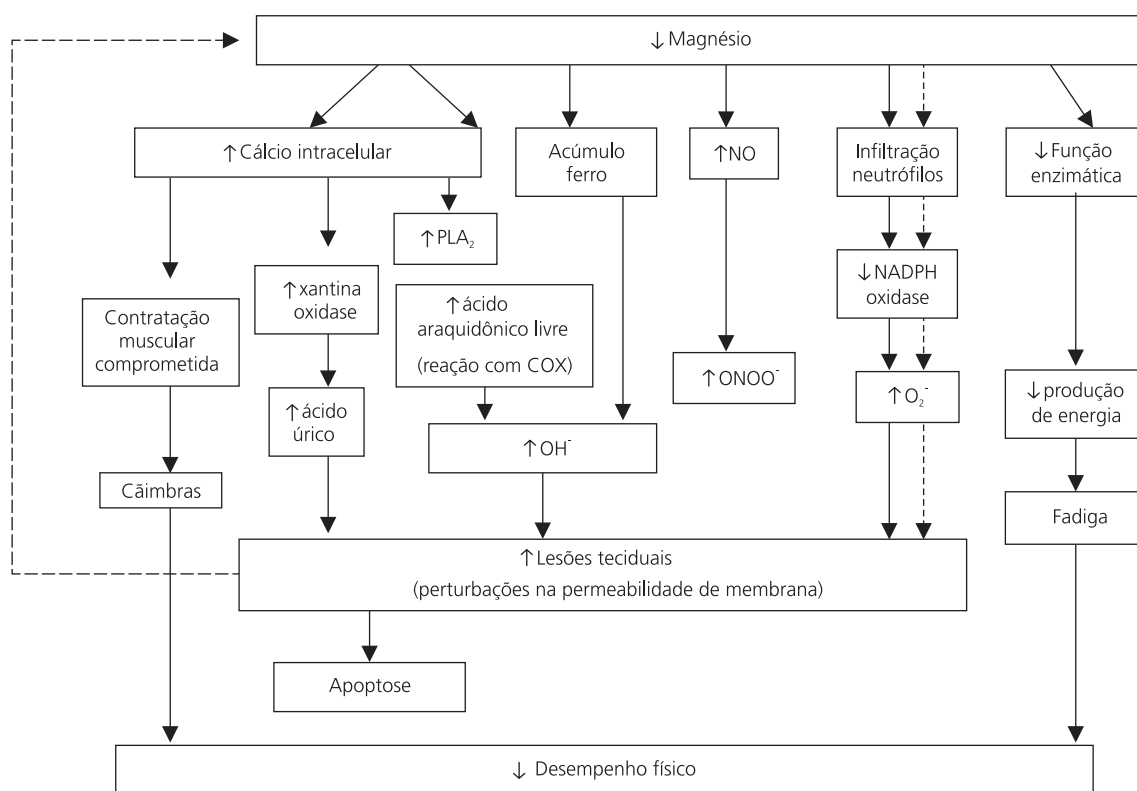 ↓ Magnésio
↑ Cálcio intracelular
Acúmulo
ferro
↑NO
Infiltração
neutrófilos
↓Função
enzimática
↑PLA₂
↑xantina
oxidase
↑ácido
araquidônico livre
(reação com COX)
↓NADPH
oxidase
Contratação
muscular
comprometida
↑ONOO⁻
↑O₂⁻
↓produção
de energia
↑ácido
úrico
↑OH⁻
Cãimbras
Fadiga
↑Lesões teciduais
(perturbações na permeabilidade de membrana)
Apoptose
↓ Desempenho físico